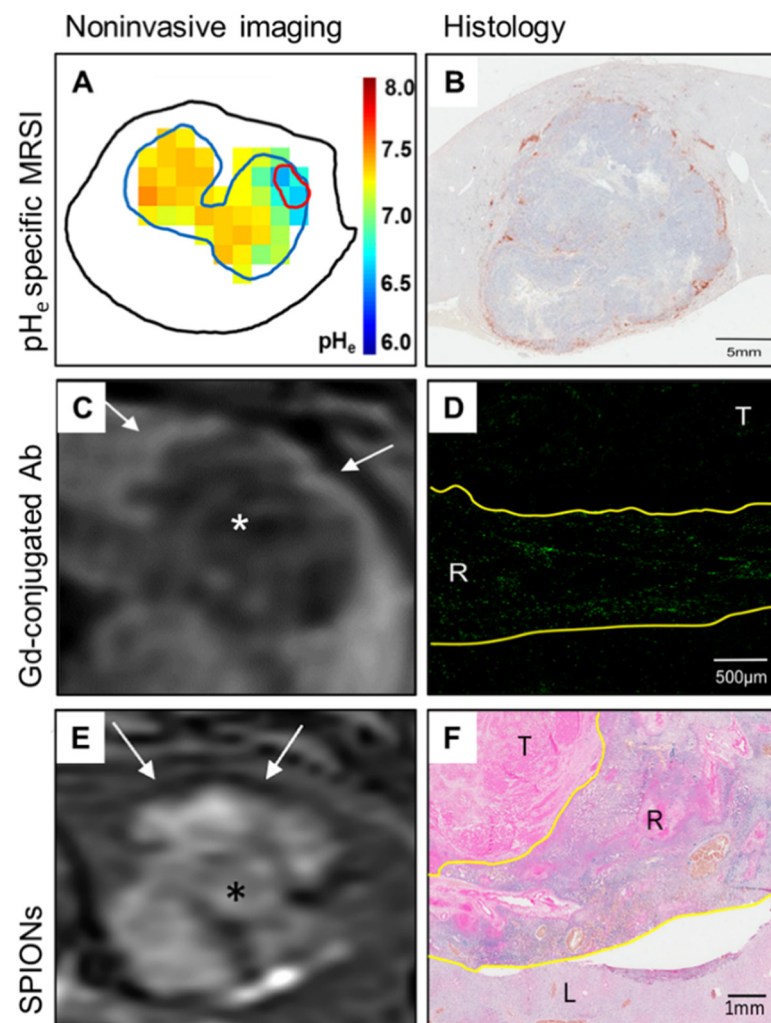 Noninvasive imaging
Histology
pHe specific MRSI
A
8.0
7.5
7.0
6.5
6.0
pHe
B
5mm
Gd-conjugated Ab
C
*
D
T
R
500µm
SPIONs
E
*
F
T
R
L
1mm